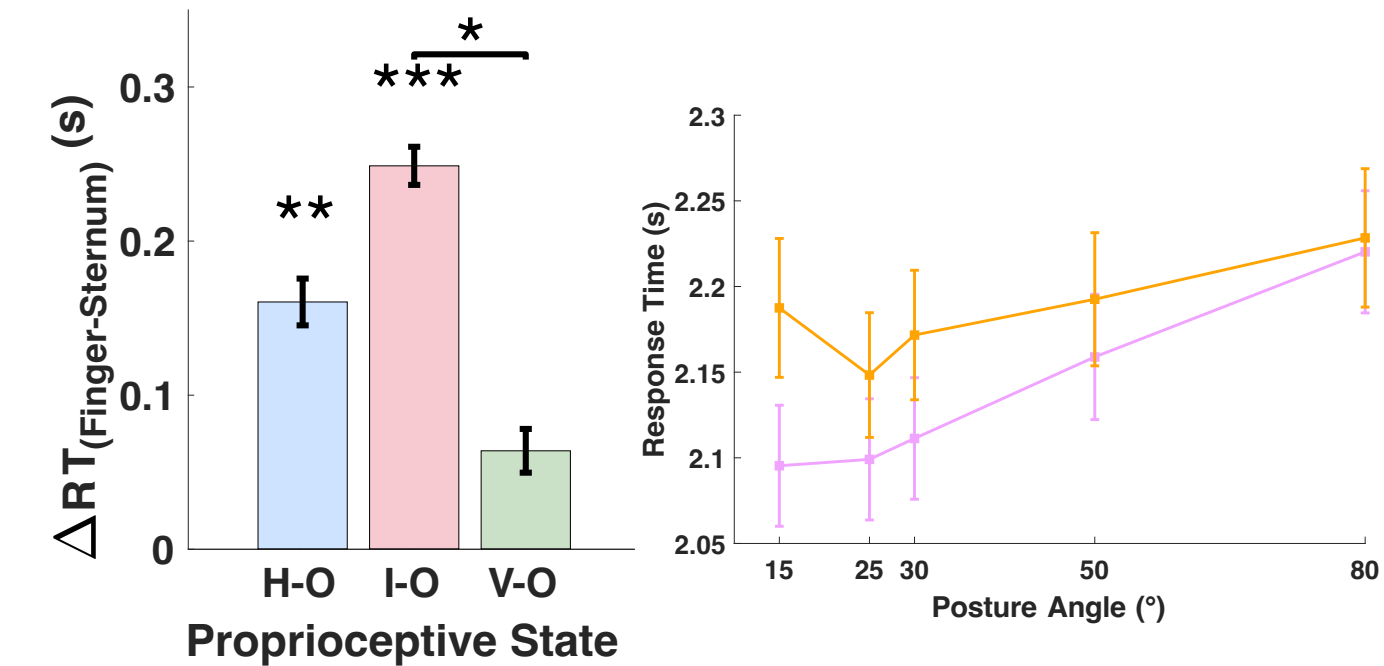 *
***
**
0.3
0.2
0.1
0
△RT(Finger-Sternum) (s)
H-O I-O V-O
Proprioceptive State
2.3
2.25
2.2
2.15
2.1
2.05
Response Time (s)
15 25 30 50 80
Posture Angle (°)